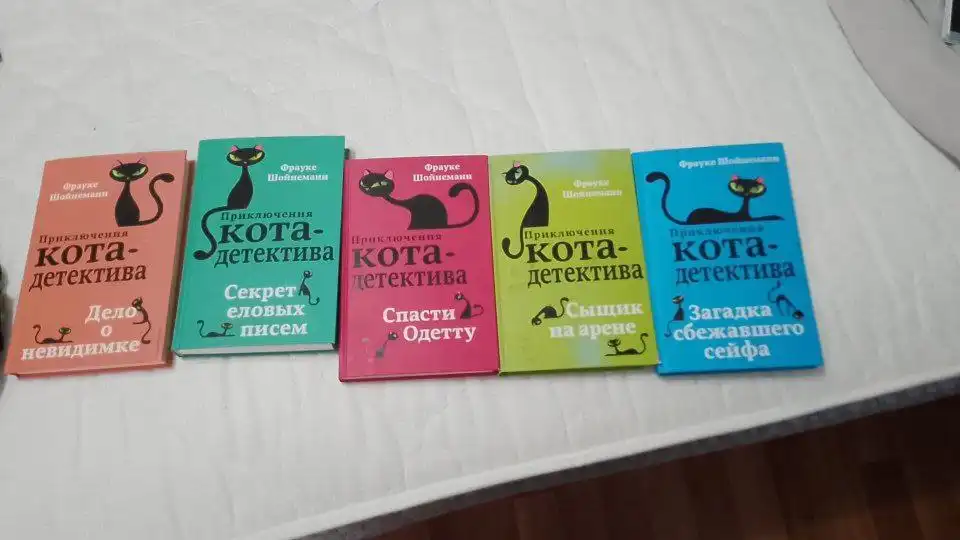 Фрауке
Шойнеманн
Приключения
кота-
детектива
Дело
о
невидимке
Фрауке
Шойнеманн
Приключения
кота-
детектива
Секрет
еловых
писем
Фрауке
Шойнеманн
Приключения
кота-
детектива
Спасти
Одетту
Фрауке
Шойнеманн
Приключения
кота-
детектива
Сыщик
на арене
Фрауке Шойнеманн
Приключения
кота-
детектива
Загадка
сбежавшего
сейфа